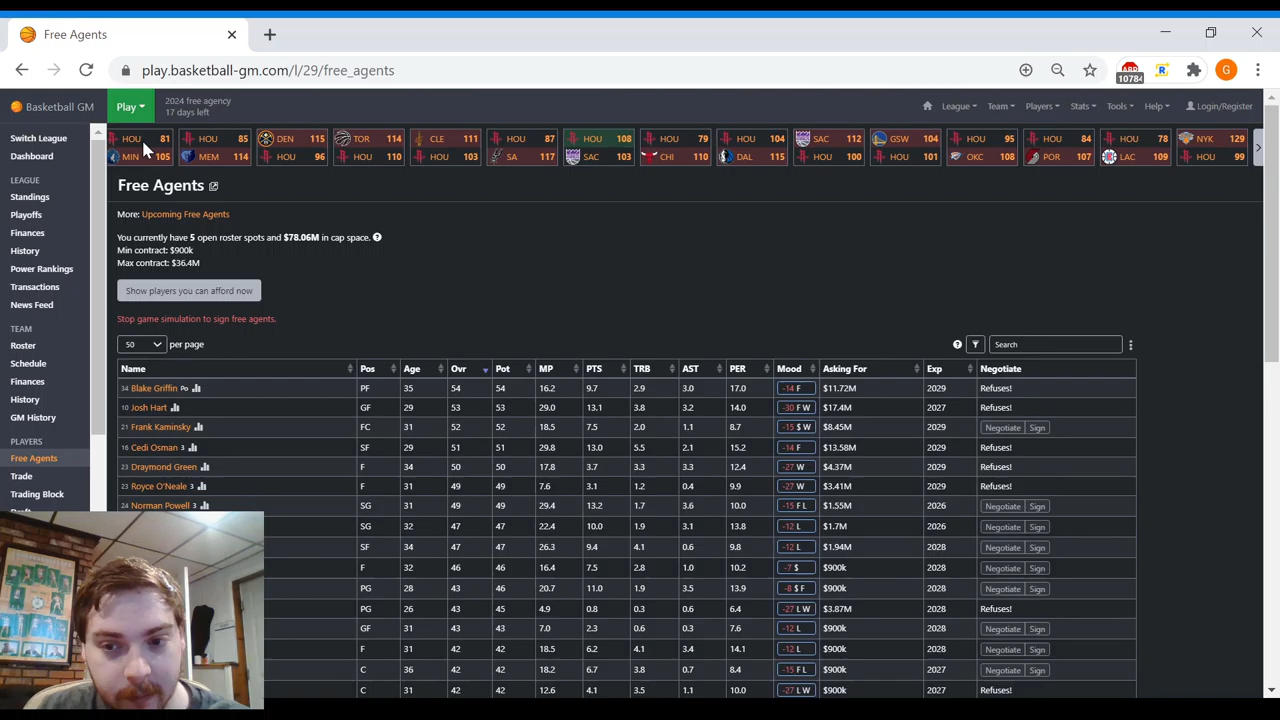 Free Agents
play.basketball-gm.com/l/29/free_agents
ABP
10784
R
G
Basketball GM
Play
2024 free agency
17 days left
League
Team
Players
Stats
Tools
Help
Login/Register
HOU 81
MIN 105
HOU 85
MEM 114
DEN 115
HOU 96
TOR 114
HOU 110
CLE 111
HOU 103
HOU 87
SA 117
HOU 108
SAC 103
HOU 79
CHI 110
HOU 104
DAL 115
SAC 112
HOU 100
GSW 104
HOU 101
HOU 95
OKC 108
HOU 84
POR 107
HOU 78
LAC 109
NYK 129
HOU 99
Switch League
Dashboard
LEAGUE
Standings
Playoffs
Finances
History
Power Rankings
Transactions
News Feed
TEAM
Roster
Schedule
Finances
History
GM History
PLAYERS
Free Agents
Trade
Trading Block
Free Agents
More: Upcoming Free Agents
You currently have 5 open roster spots and $78.06M in cap space. ?
Min contract: $900k
Max contract: $36.4M
Show players you can afford now
Stop game simulation to sign free agents.
50 per page
? Search
Name Pos Age Ovr Pot MP PTS TRB AST PER Mood Asking For Exp Negotiate
34 Blake Griffin Po PF 35 54 54 16.2 9.7 2.9 3.0 17.0 -14 F $11.72M 2029 Refuses!
10 Josh Hart GF 29 53 53 29.0 13.1 3.8 3.2 14.0 -30 F W $17.4M 2027 Refuses!
21 Frank Kaminsky FC 31 52 52 18.5 7.5 2.0 1.1 8.7 -15 $ W $8.45M 2029 Negotiate Sign
16 Cedi Osman 3 SF 29 51 51 29.8 13.0 5.5 2.1 15.2 -14 F $13.58M 2029 Refuses!
23 Draymond Green F 34 50 50 17.8 3.7 3.3 3.3 12.4 -27 W $4.37M 2029 Refuses!
23 Royce O'Neale 3 F 31 49 49 7.6 3.1 1.2 0.4 9.9 -27 W $3.41M 2029 Refuses!
24 Norman Powell 3 SG 31 49 49 29.4 13.2 1.7 3.6 10.0 -15 F L $1.55M 2026 Negotiate Sign
SG 32 47 47 22.4 10.0 1.9 3.1 13.8 -12 L $1.7M 2028 Negotiate Sign
SF 34 47 47 26.3 9.4 4.1 0.6 9.8 -12 L $1.94M 2028 Negotiate Sign
F 32 46 46 16.4 7.5 2.8 1.0 10.2 -7 $ $900k 2028 Negotiate Sign
PG 28 43 46 20.7 11.0 1.9 3.5 13.9 -8 $ F $900k 2028 Negotiate Sign
PG 26 43 45 4.9 0.8 0.3 0.6 6.4 -27 L W $3.87M 2028 Refuses!
GF 31 43 43 7.0 2.3 0.6 0.3 7.6 -12 L $900k 2028 Negotiate Sign
F 31 42 42 18.5 6.2 4.1 3.4 14.1 -12 L $900k 2028 Negotiate Sign
C 36 42 42 18.2 6.7 3.8 0.7 8.4 -15 F L $900k 2027 Negotiate Sign
C 31 42 42 12.6 4.1 3.5 1.1 10.0 -27 L W $900k 2027 Refuses!